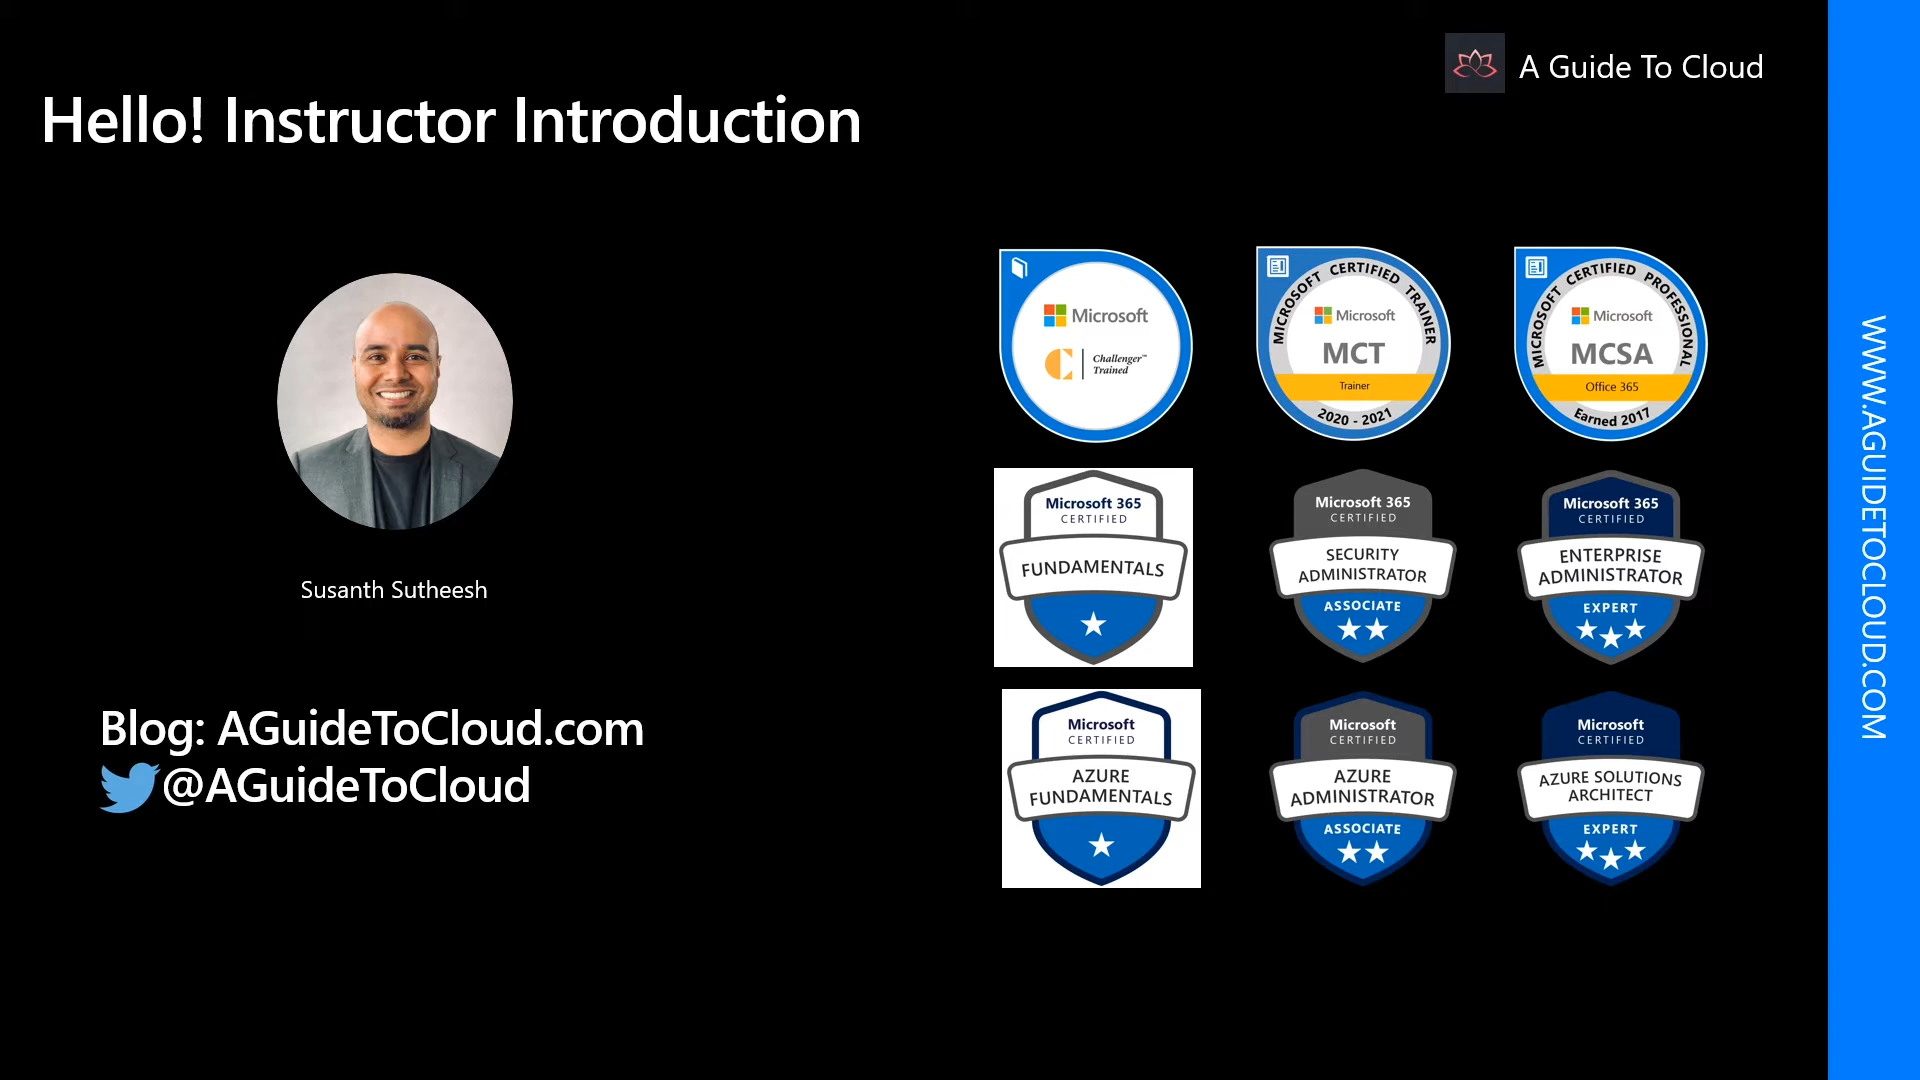 A Guide To Cloud
Hello! Instructor Introduction
Susanth Sutheesh
Blog: AGuideToCloud.com
@AGuideToCloud
Microsoft
Challenger™
Trained
MICROSOFT CERTIFIED TRAINER
Microsoft
MCT
Trainer
2020 - 2021
MICROSOFT CERTIFIED PROFESSIONAL
Microsoft
MCSA
Office 365
Earned 2017
Microsoft 365
CERTIFIED
FUNDAMENTALS
Microsoft 365
CERTIFIED
SECURITY
ADMINISTRATOR
ASSOCIATE
Microsoft 365
CERTIFIED
ENTERPRISE
ADMINISTRATOR
EXPERT
Microsoft
CERTIFIED
AZURE
FUNDAMENTALS
Microsoft
CERTIFIED
AZURE
ADMINISTRATOR
ASSOCIATE
Microsoft
CERTIFIED
AZURE SOLUTIONS
ARCHITECT
EXPERT
WWW.AGUIDETOCLOUD.COM